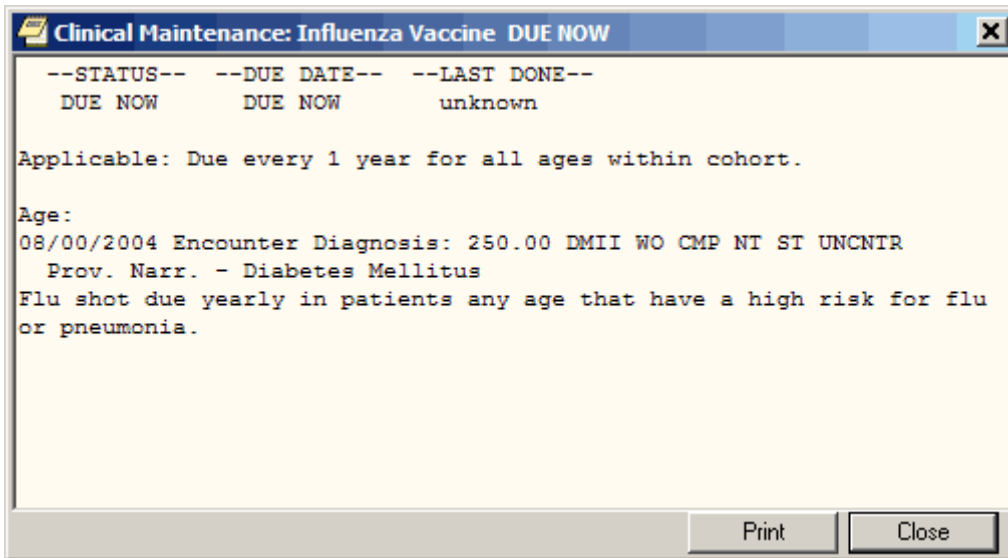 Clinical Maintenance: Influenza Vaccine DUE NOW
--STATUS-- --DUE DATE-- --LAST DONE--
DUE NOW DUE NOW unknown
Applicable: Due every 1 year for all ages within cohort.
Age:
08/00/2004 Encounter Diagnosis: 250.00 DMII WO CMP NT ST UNCNTR
Prov. Narr. - Diabetes Mellitus
Flu shot due yearly in patients any age that have a high risk for flu
or pneumonia.
Print Close